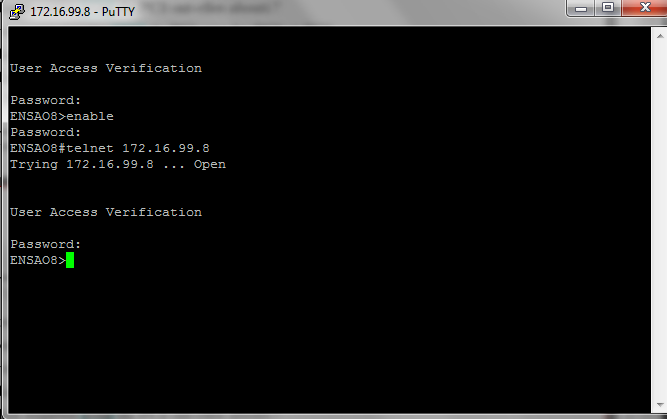 172.16.99.8 - PuTTY
User Access Verification
Password:
ENSAO8>enable
Password:
ENSAO8#telnet 172.16.99.8
Trying 172.16.99.8 ... Open
User Access Verification
Password:
ENSAO8>